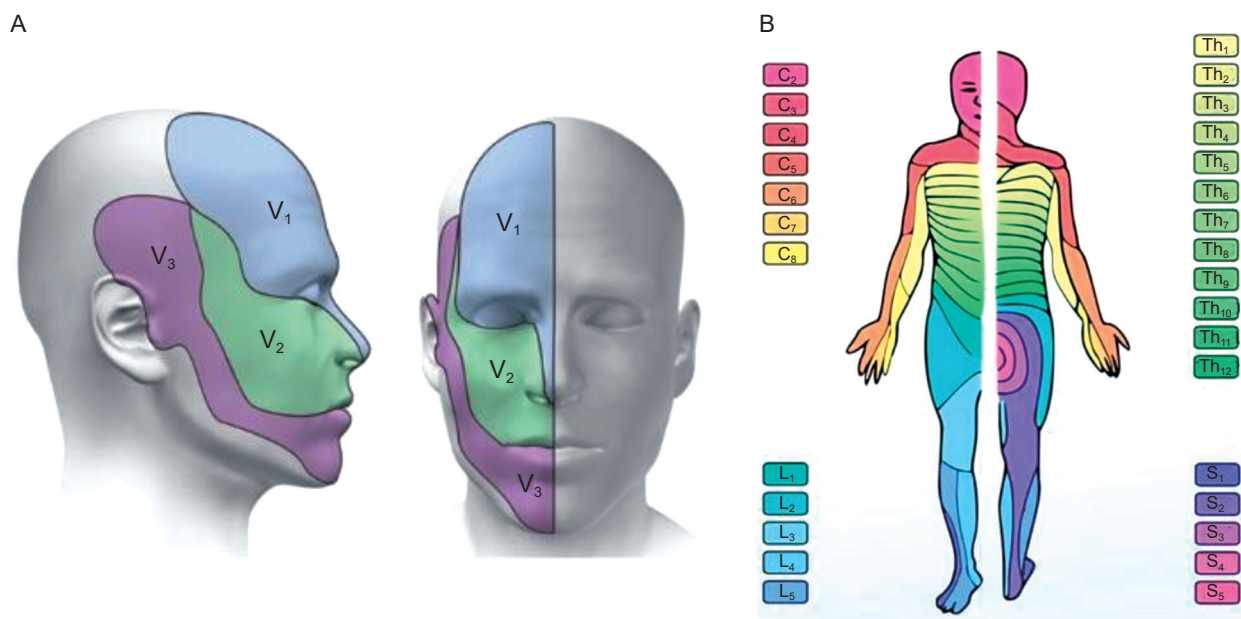 A
V₁
V₃
V₂
V₁
V₂
V₃
B
C₂
C₃
C₄
C₅
C₆
C₇
C₈
Th₁
Th₂
Th₃
Th₄
Th₅
Th₆
Th₇
Th₈
Th₉
Th₁₀
Th₁₁
Th₁₂
L₁
L₂
L₃
L₄
L₅
S₁
S₂
S₃
S₄
S₅